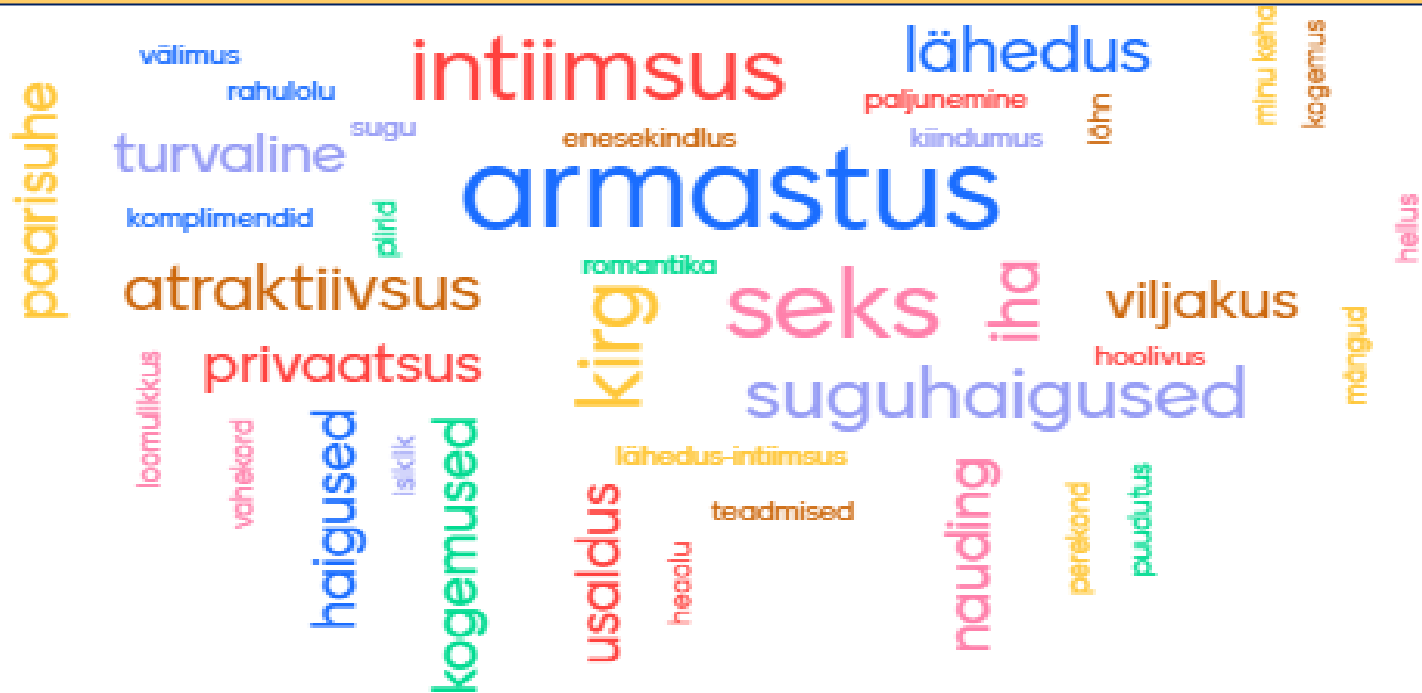 välimus
intiimsus
lähedus
minu keha
kogemus
rahulolu
paljunemine
lõhn
paarisuhe
sugu
enesekindlus
kiindumus
turvaline
armastus
komplimendid
piirid
hellus
romantika
atraktiivsus
kirg
seks
iha
viljakus
mängud
privaatsus
hoolivus
suguhaigused
loomulikkus
vahekord
haigused
isiklik
kogemused
lähedus-intiimsus
usaldus
teadmised
heaolu
nauding
perekond
puudutus